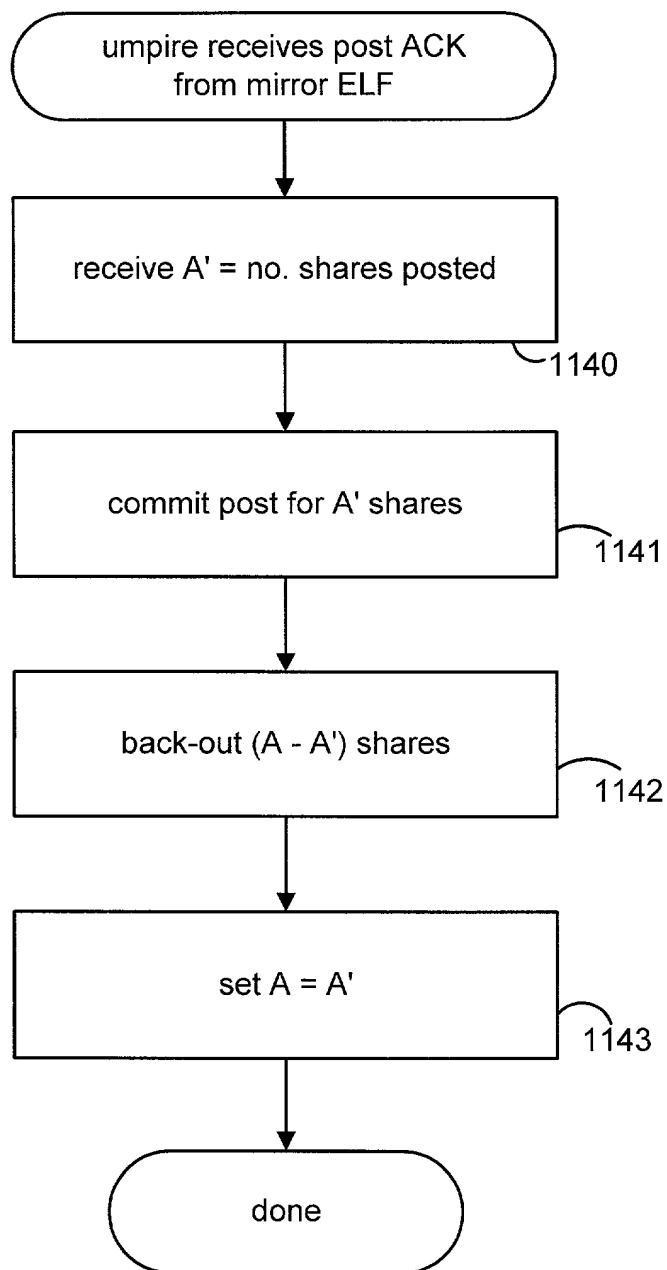 umpire receives post ACK
from mirror ELF
receive A' = no. shares posted
1140
commit post for A' shares
1141
back-out (A - A') shares
1142
set A = A'
1143
done